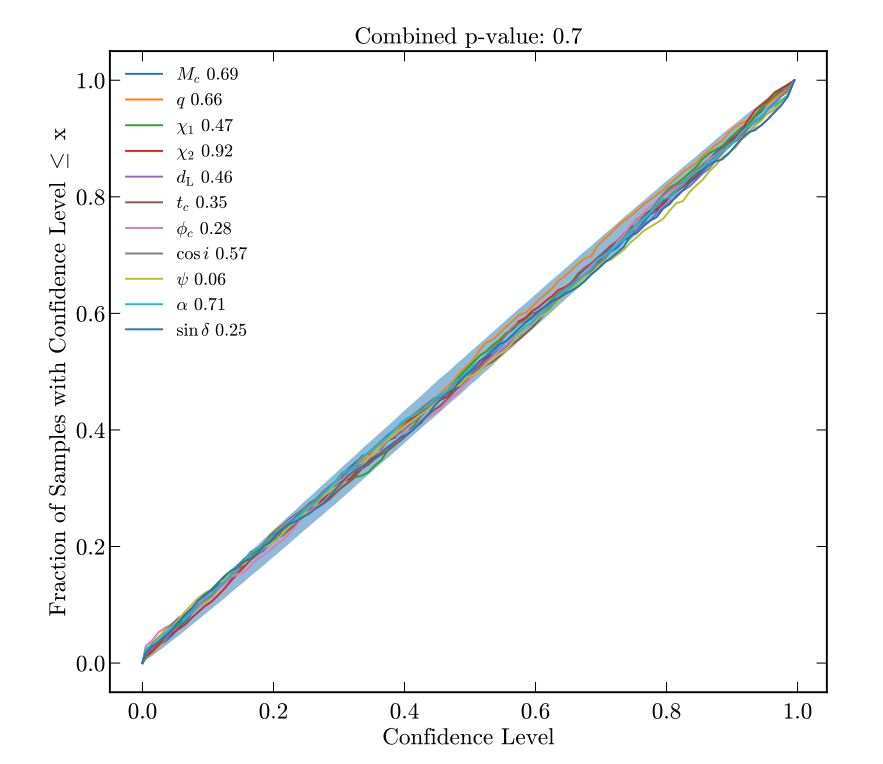 Combined p-value: 0.7
M_c 0.69
q 0.66
χ₁ 0.47
χ₂ 0.92
d_L 0.46
t_c 0.35
ϕ_c 0.28
cos i 0.57
ψ 0.06
α 0.71
sin δ 0.25
Fraction of Samples with Confidence Level ≤ x
1.0
0.8
0.6
0.4
0.2
0.0
0.0 0.2 0.4 0.6 0.8 1.0
Confidence Level